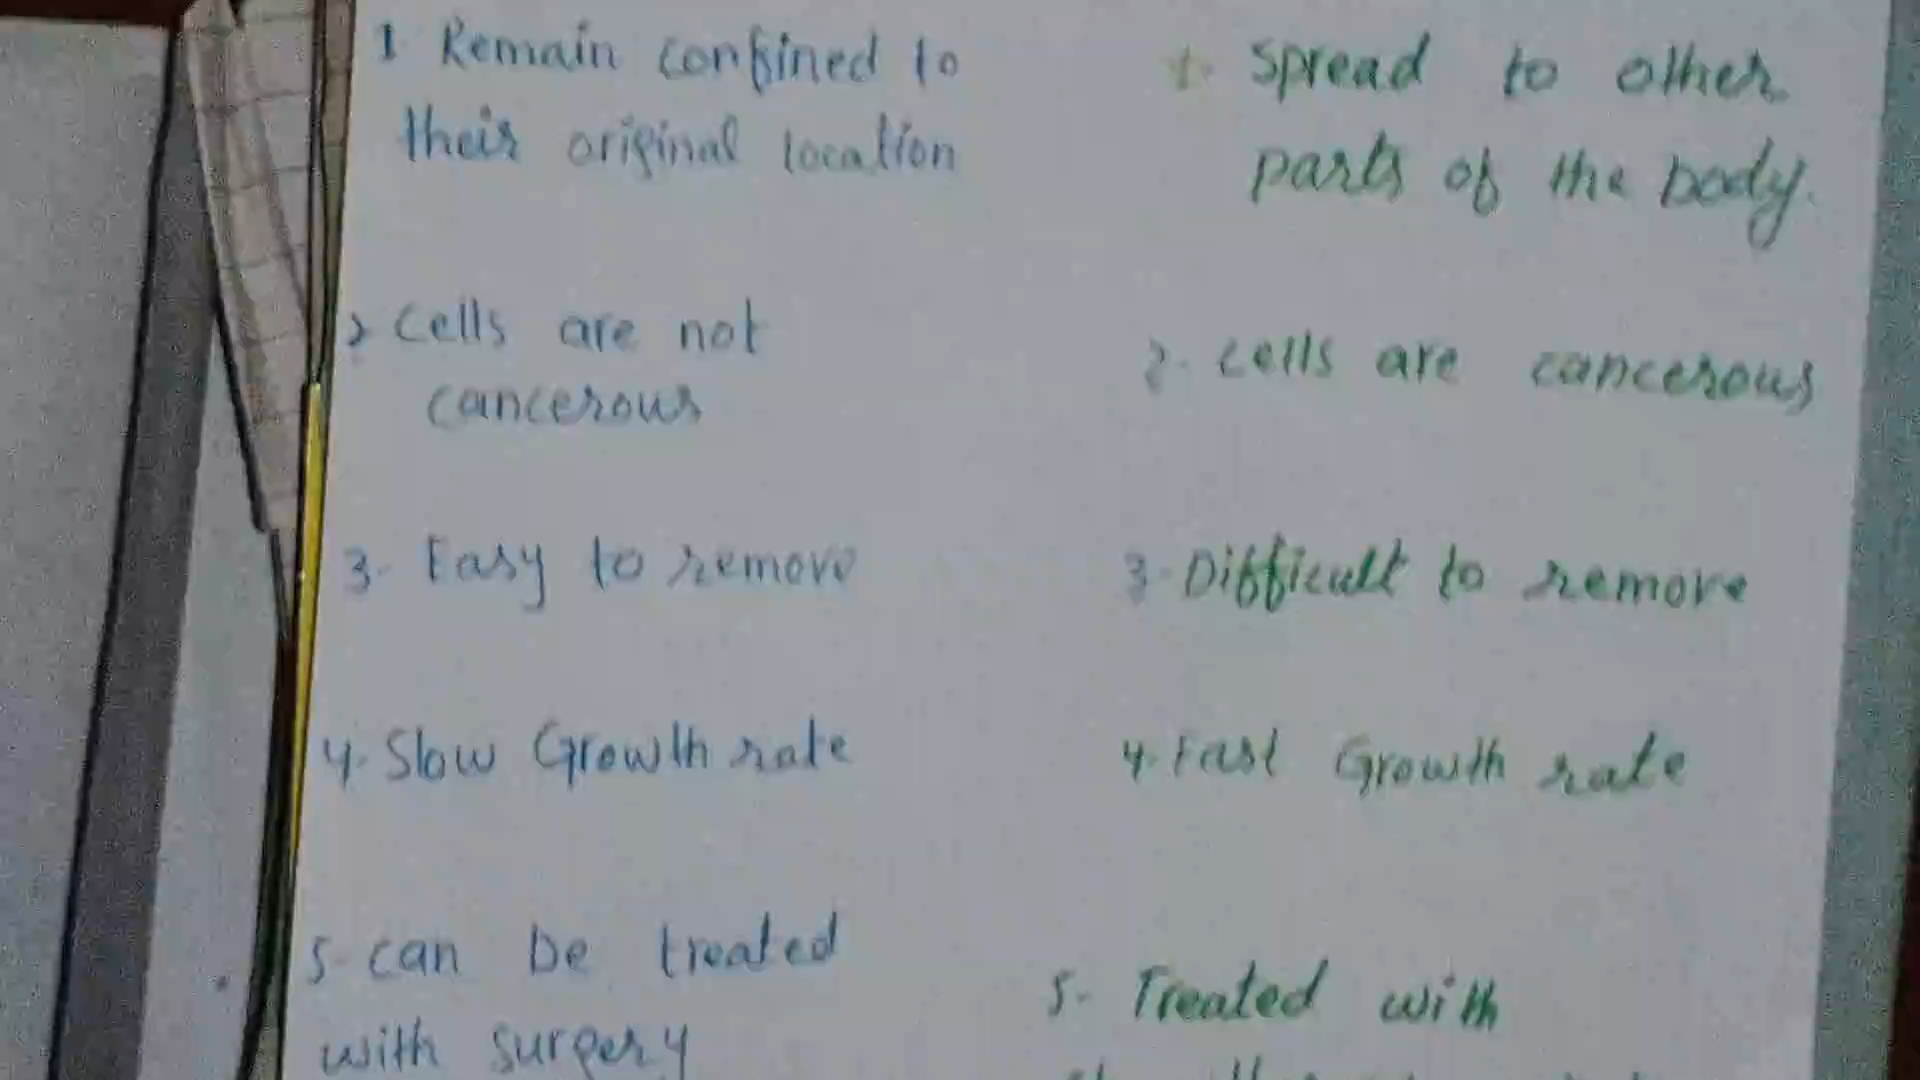 1 Remain confined to
their original location
2 Cells are not
cancerous
3- Easy to remove
4- Slow Growth rate
5- can be treated
with surgery
1- Spread to other
parts of the body.
2- cells are cancerous
3- Difficult to remove
4- Fast Growth rate
5- Treated with